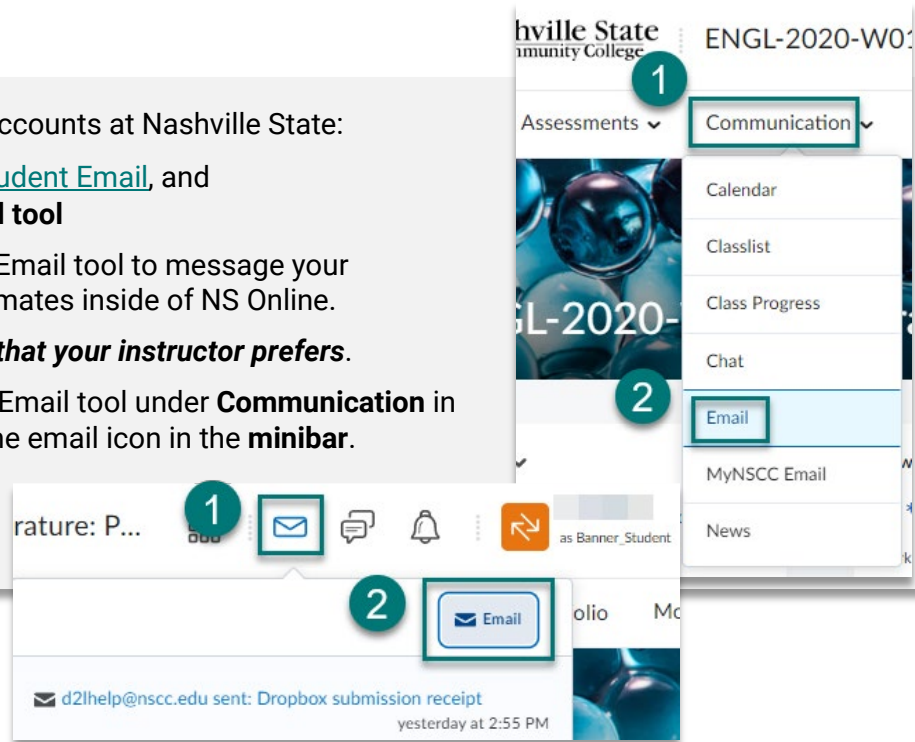 ccounts at Nashville State:
udent Email, and
l tool
Email tool to message your
mates inside of NS Online.
that your instructor prefers.
Email tool under Communication in
ne email icon in the minibar.
hville State
mmunity College
ENGL-2020-W01
1
Assessments
Communication
Calendar
Classlist
Class Progress
Chat
GL-2020-
2
Email
MyNSCC Email
News
rature: P...
1
as Banner_Student
2
Email
olio
Mo
d2lhelp@nscc.edu sent: Dropbox submission receipt
yesterday at 2:55 PM